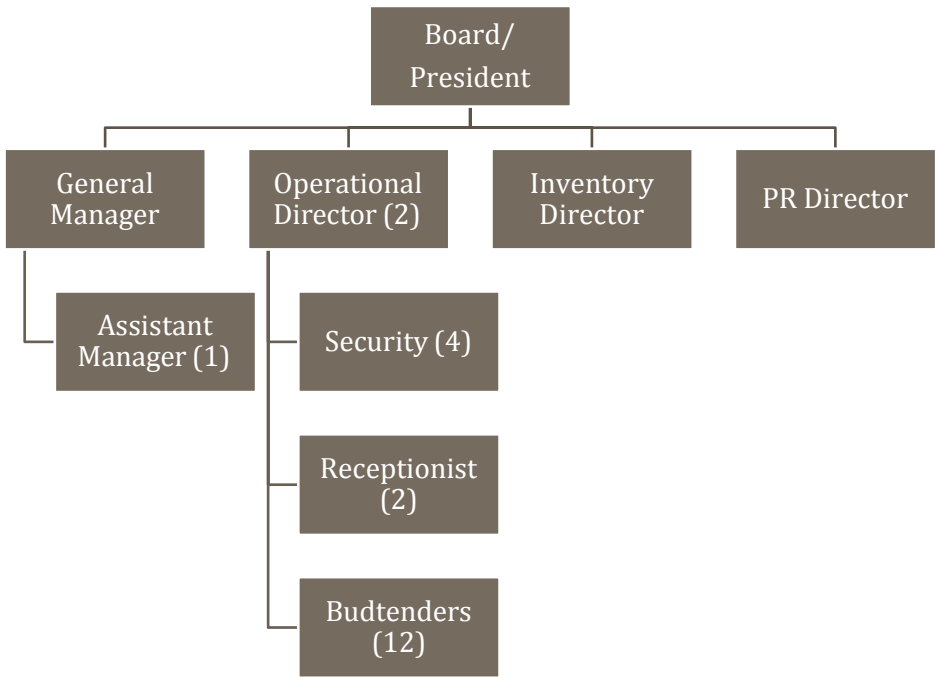 Board/
President
General
Manager
Operational
Director (2)
Inventory
Director
PR Director
Assistant
Manager (1)
Security (4)
Receptionist
(2)
Budtenders
(12)